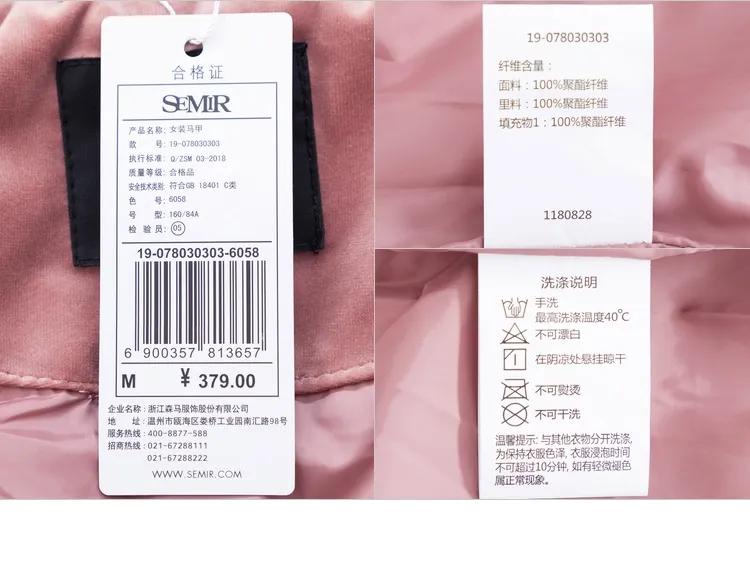 合格证
SEMIR
产品名称：女装马甲
款　　号：19-078030303
执行标准：Q/ZSM 03-2018
质量等级：合格品
安全技术类别：符合GB 18401 C类
色　　号：6058
号　　型：160/84A
检 验 员：05
19-078030303-6058
6 900357 813657
M ¥ 379.00
企业名称：浙江森马服饰股份有限公司
地　　址：温州市瓯海区娄桥工业园南汇路98号
服务热线：400-8877-588
招商热线：021-67288111
021-67288222
WWW.SEMIR.COM
19-078030303
纤维含量：
面料：100%聚酯纤维
里料：100%聚酯纤维
填充物1：100%聚酯纤维
1180828
洗涤说明
手洗
最高洗涤温度40℃
不可漂白
在阴凉处悬挂晾干
不可熨烫
不可干洗
温馨提示: 与其他衣物分开洗涤,
为保持衣服色泽, 衣服浸泡时间
不可超过10分钟, 如有轻微褪色
属正常现象。